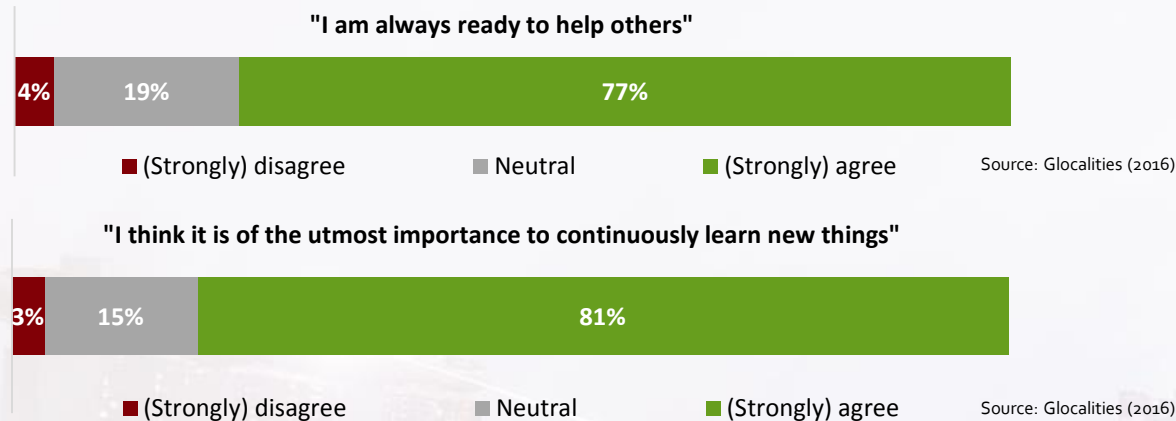 "I am always ready to help others"
4% 19% 77%
(Strongly) disagree Neutral (Strongly) agree Source: Glocalities (2016)
"I think it is of the utmost importance to continuously learn new things"
3% 15% 81%
(Strongly) disagree Neutral (Strongly) agree Source: Glocalities (2016)